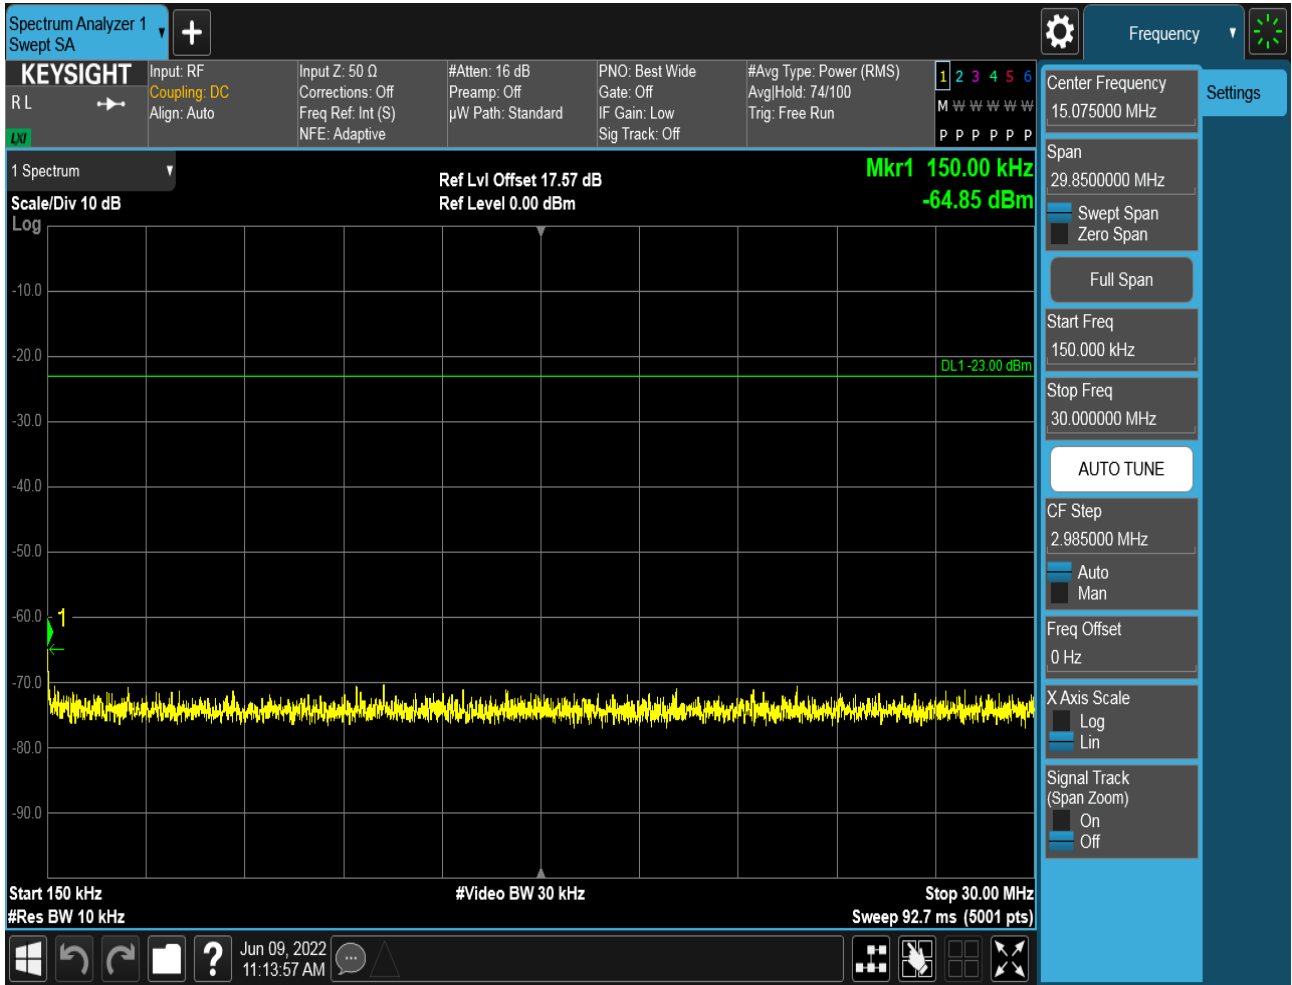 Spectrum Analyzer 1
Swept SA
Frequency
KEYSIGHT
R L
LXI
Input: RF
Coupling: DC
Align: Auto
Input Z: 50 Ω
Corrections: Off
Freq Ref: Int (S)
NFE: Adaptive
#Atten: 16 dB
Preamp: Off
µW Path: Standard
PNO: Best Wide
Gate: Off
IF Gain: Low
Sig Track: Off
#Avg Type: Power (RMS)
Avg|Hold: 74/100
Trig: Free Run
1 2 3 4 5 6
M W W W W W
P P P P P P
1 Spectrum
Scale/Div 10 dB
Log
Ref Lvl Offset 17.57 dB
Ref Level 0.00 dBm
Mkr1 150.00 kHz
-64.85 dBm
-10.0
-20.0
DL1 -23.00 dBm
-30.0
-40.0
-50.0
-60.0
1
-70.0
-80.0
-90.0
Start 150 kHz
#Video BW 30 kHz
Stop 30.00 MHz
#Res BW 10 kHz
Sweep 92.7 ms (5001 pts)
Center Frequency
15.075000 MHz
Settings
Span
29.8500000 MHz
Swept Span
Zero Span
Full Span
Start Freq
150.000 kHz
Stop Freq
30.000000 MHz
AUTO TUNE
CF Step
2.985000 MHz
Auto
Man
Freq Offset
0 Hz
X Axis Scale
Log
Lin
Signal Track
(Span Zoom)
On
Off
?
Jun 09, 2022
11:13:57 AM